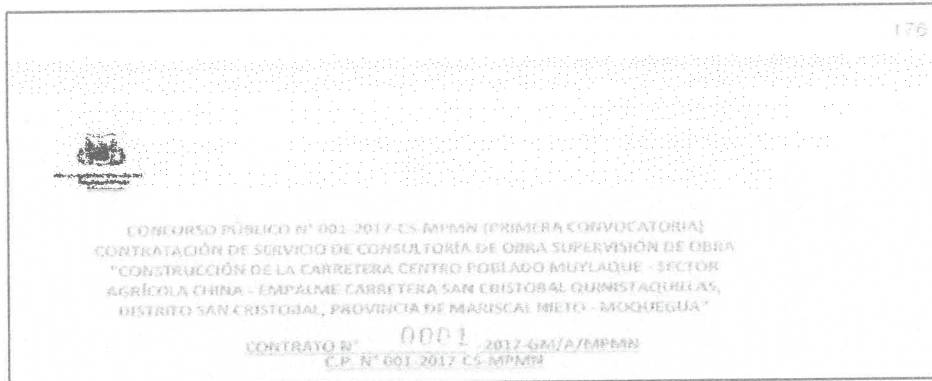 176
CONCURSO PÚBLICO N° 001-2017-CS-MPMN (PRIMERA CONVOCATORIA)
CONTRATACIÓN DE SERVICIO DE CONSULTORÍA DE OBRA SUPERVISIÓN DE OBRA
"CONSTRUCCIÓN DE LA CARRETERA CENTRO POBLADO MUYLAQUE - SECTOR
AGRÍCOLA CHINA - EMPALME CARRETERA SAN CRISTOBAL QUINISTAQUILLAS,
DISTRITO SAN CRISTOBAL, PROVINCIA DE MARISCAL NIETO - MOQUEGUA"
CONTRATO N° 0001 -2017-GM/A/MPMN
C.P. N° 001-2017-CS-MPMN